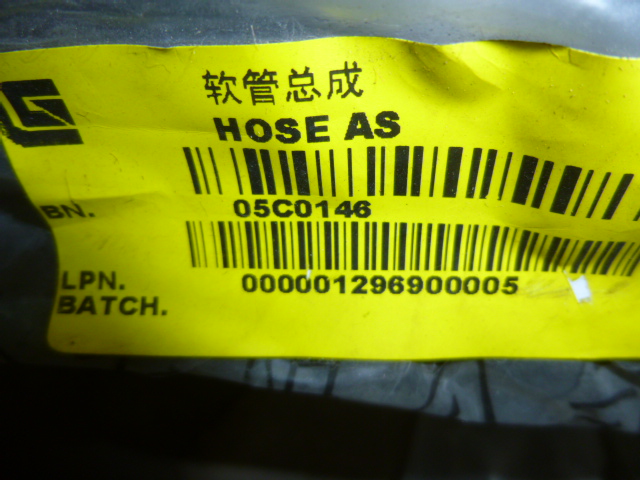 软管总成
HOSE AS
BN. 05C0146
LPN. 000001296900005
BATCH.